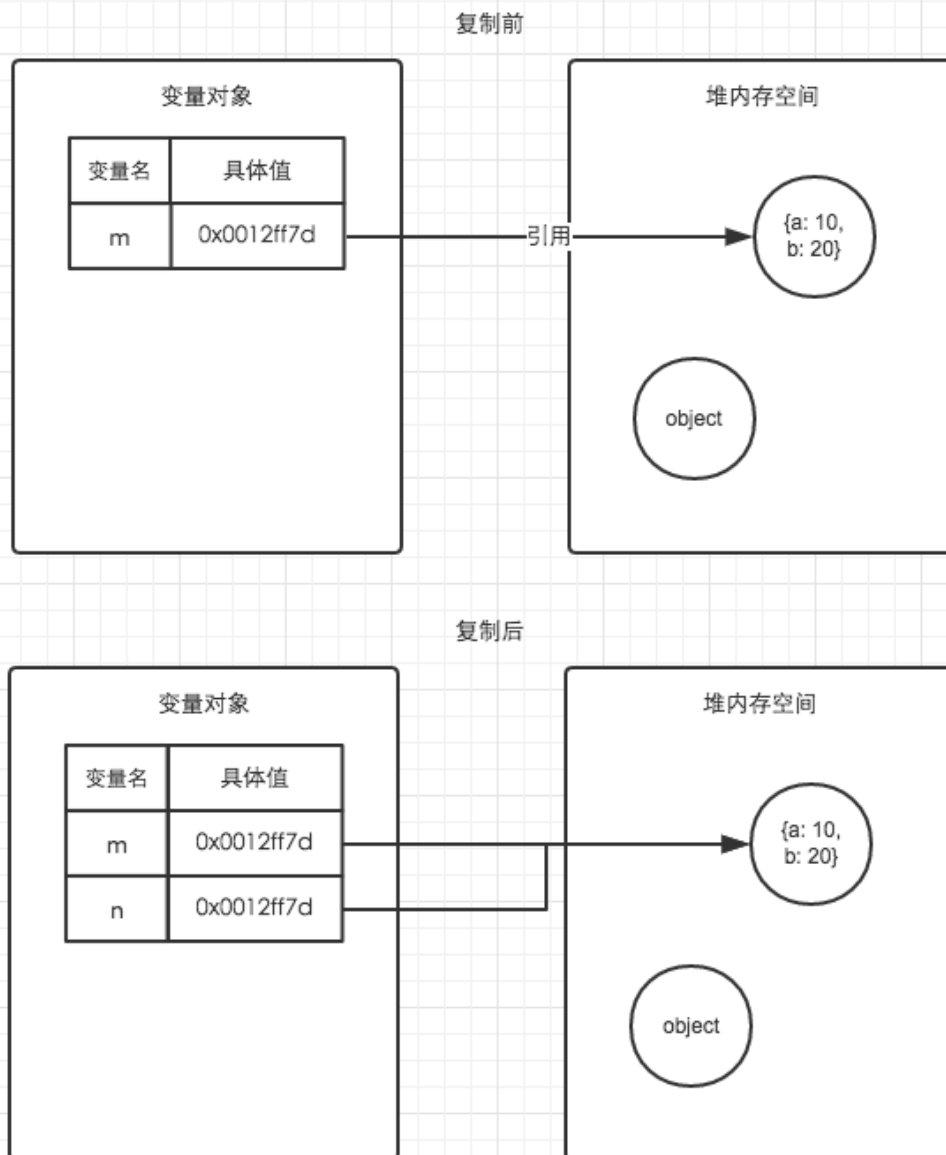 复制前
变量对象
堆内存空间
变量名 具体值
m 0x0012ff7d
引用
{a: 10,
b: 20}
object
复制后
变量对象
堆内存空间
变量名 具体值
m 0x0012ff7d
n 0x0012ff7d
{a: 10,
b: 20}
object